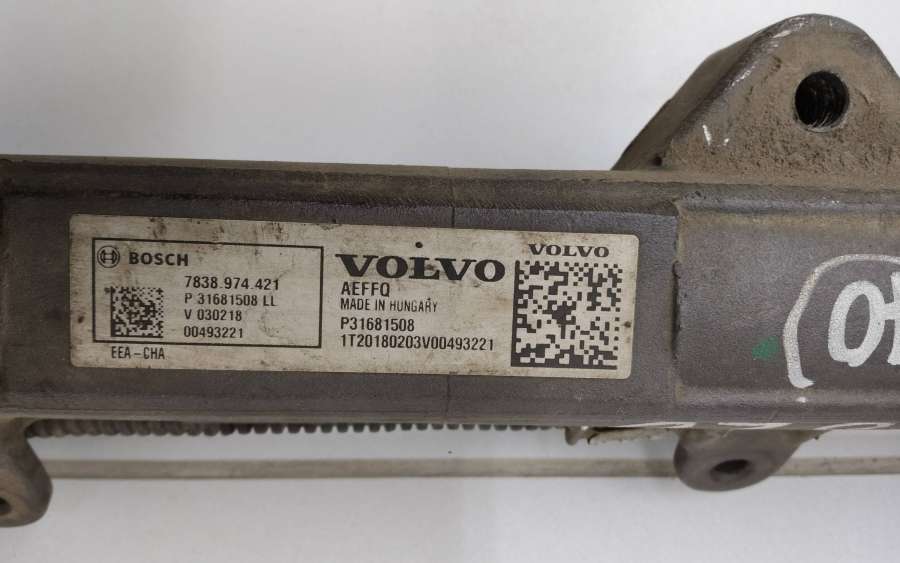 BOSCH
7838.974.421
P 31681508 LL
V 030218
00493221
EEA-CHA
VOLVO
AEFFQ
MADE IN HUNGARY
P31681508
1T20180203V00493221
VOLVO